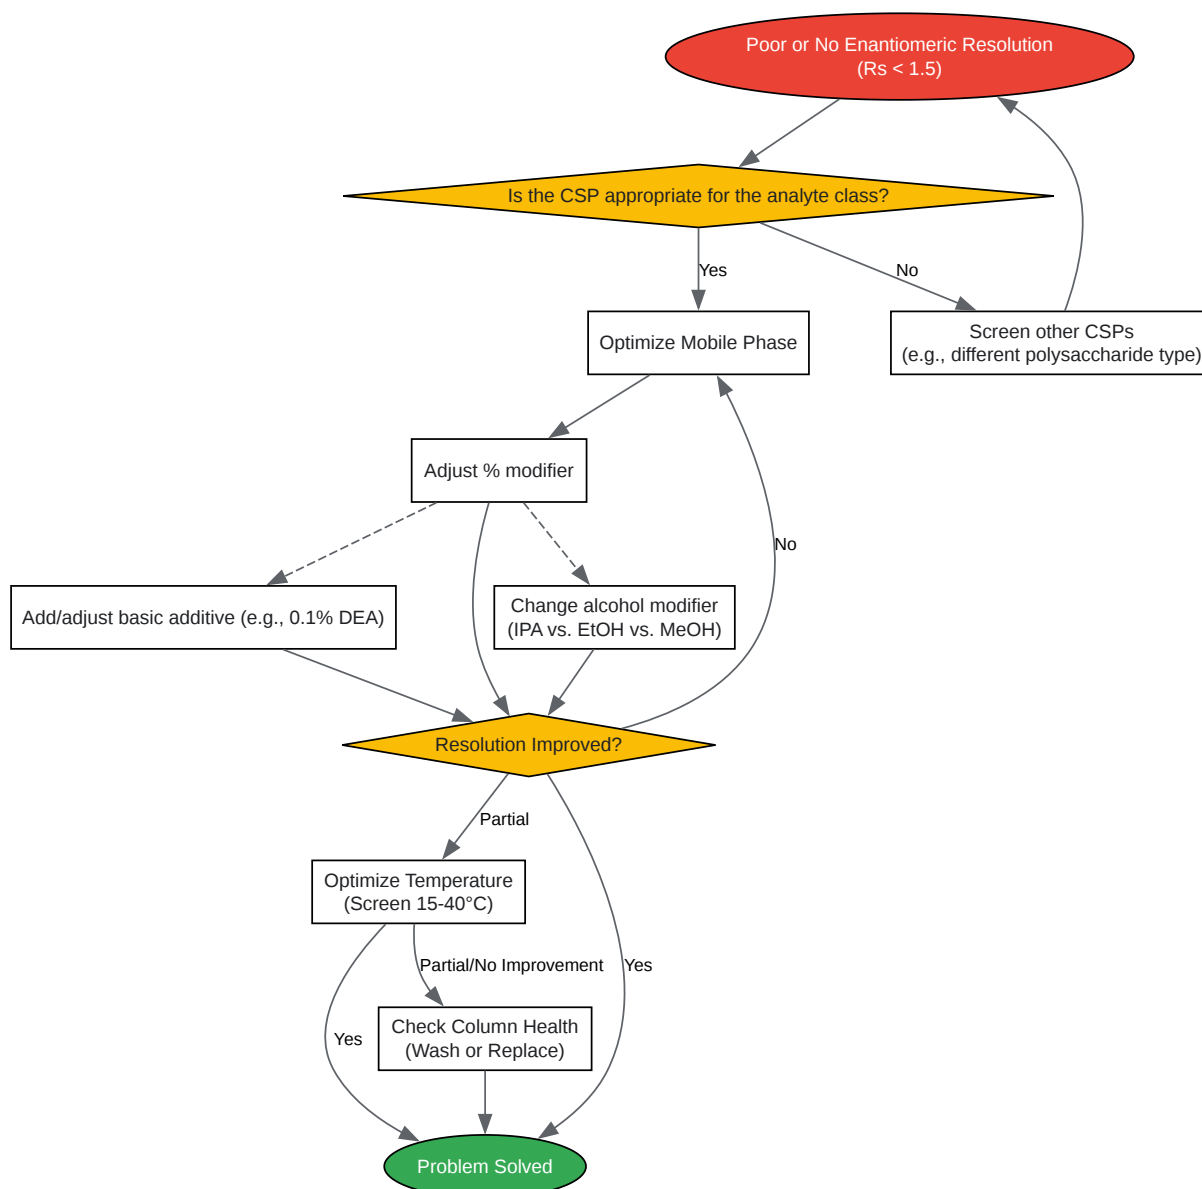 Poor or No Enantiomeric Resolution
(Rs < 1.5)
Is the CSP appropriate for the analyte class?
Yes
No
Optimize Mobile Phase
Screen other CSPs
(e.g., different polysaccharide type)
Adjust % modifier
No
Add/adjust basic additive (e.g., 0.1% DEA)
Change alcohol modifier
(IPA vs. EtOH vs. MeOH)
Resolution Improved?
Partial
Optimize Temperature
(Screen 15-40°C)
Partial/No Improvement
Yes
Check Column Health
(Wash or Replace)
Yes
Problem Solved